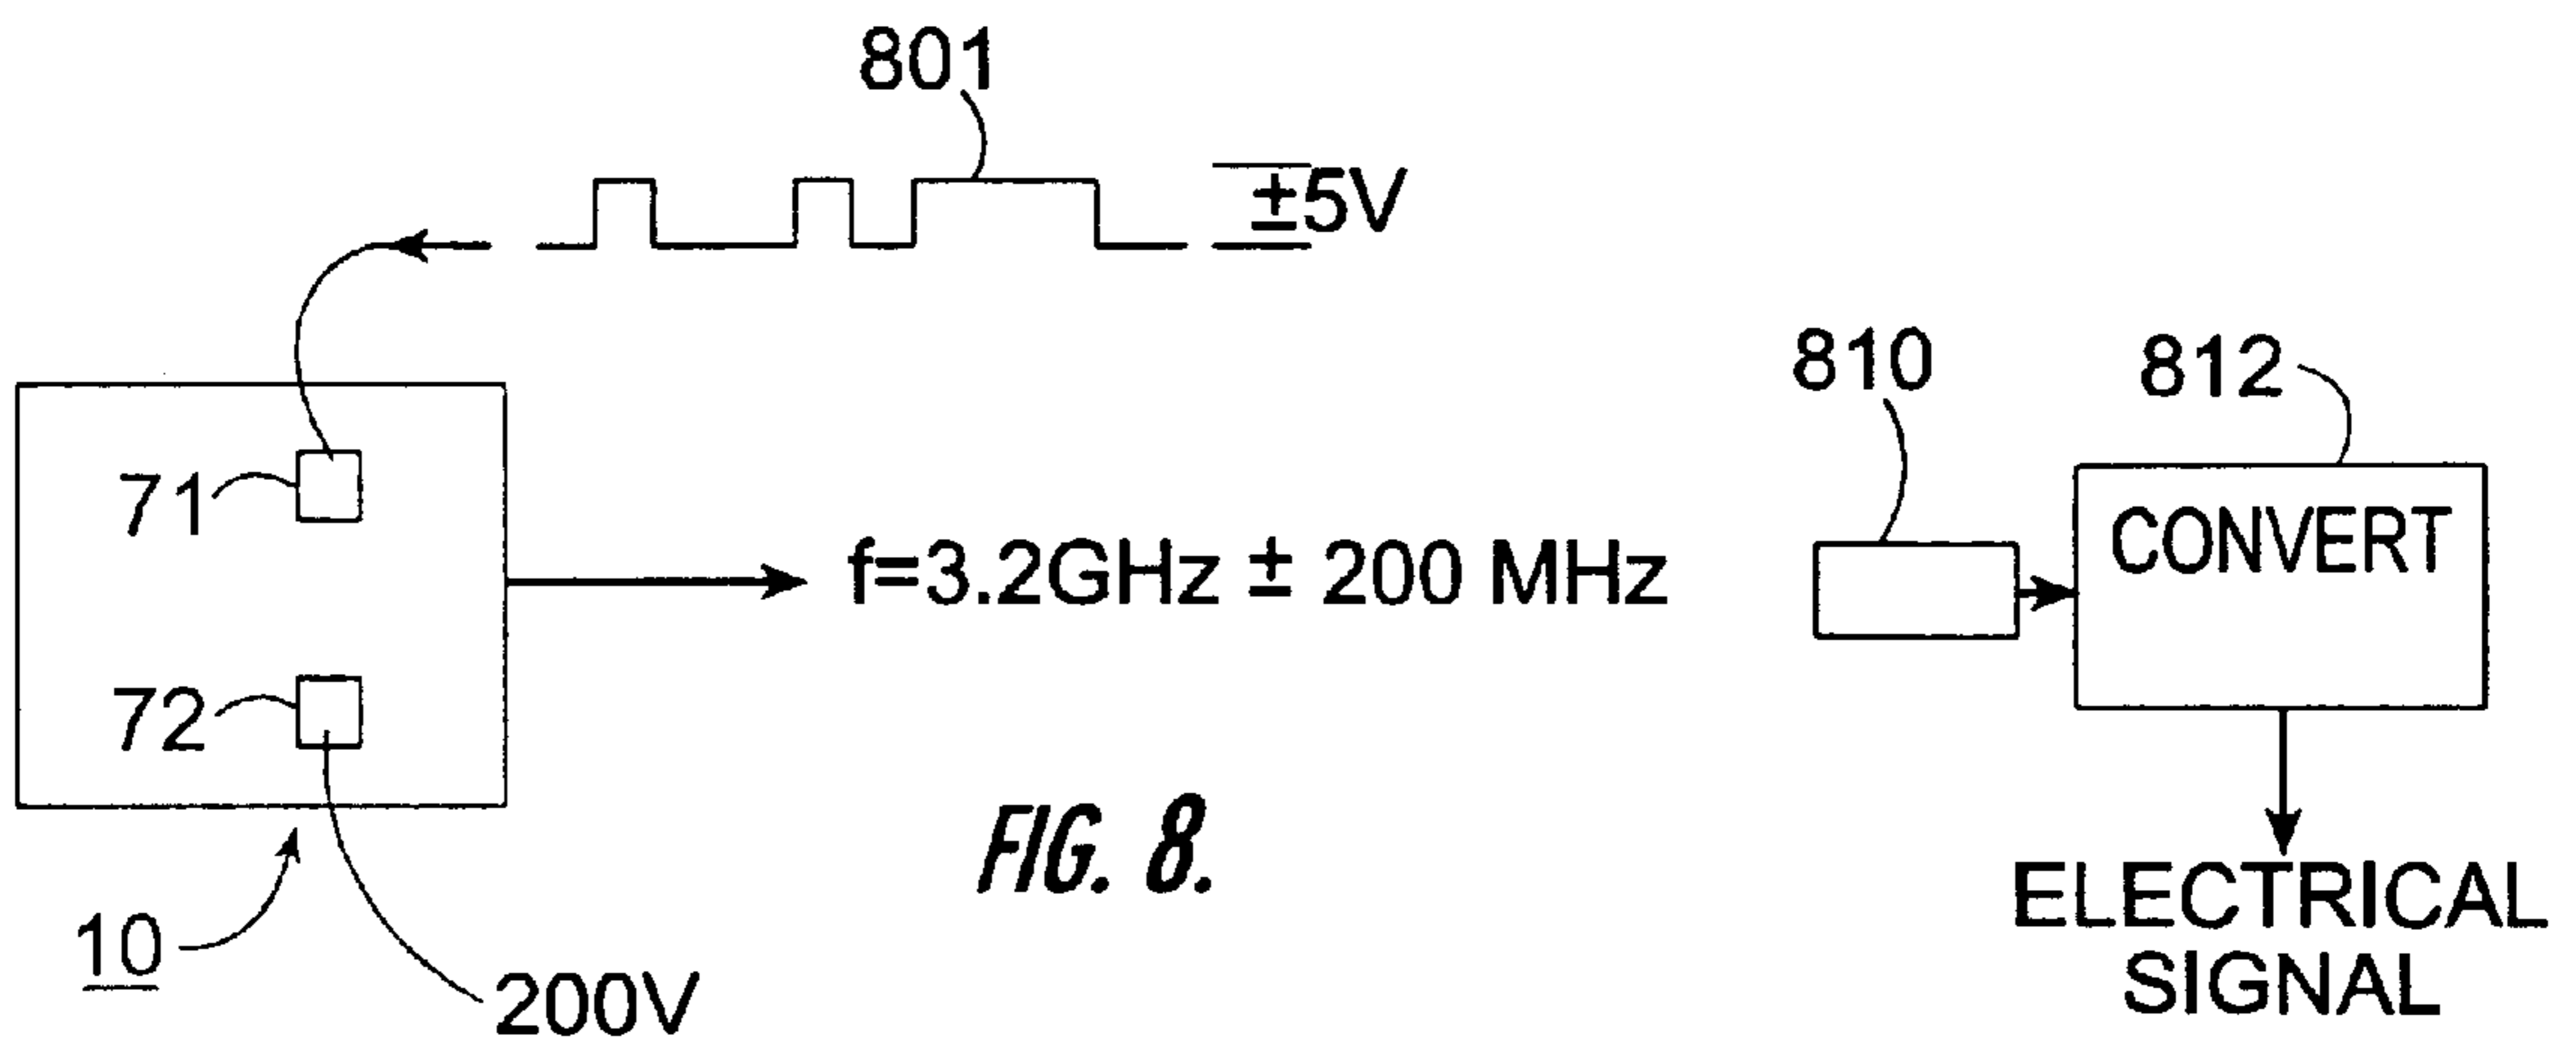 801
±5V
810
812
71
CONVERT
f=3.2GHz ± 200 MHz
72
FIG. 8.
10
200V
ELECTRICAL
SIGNAL